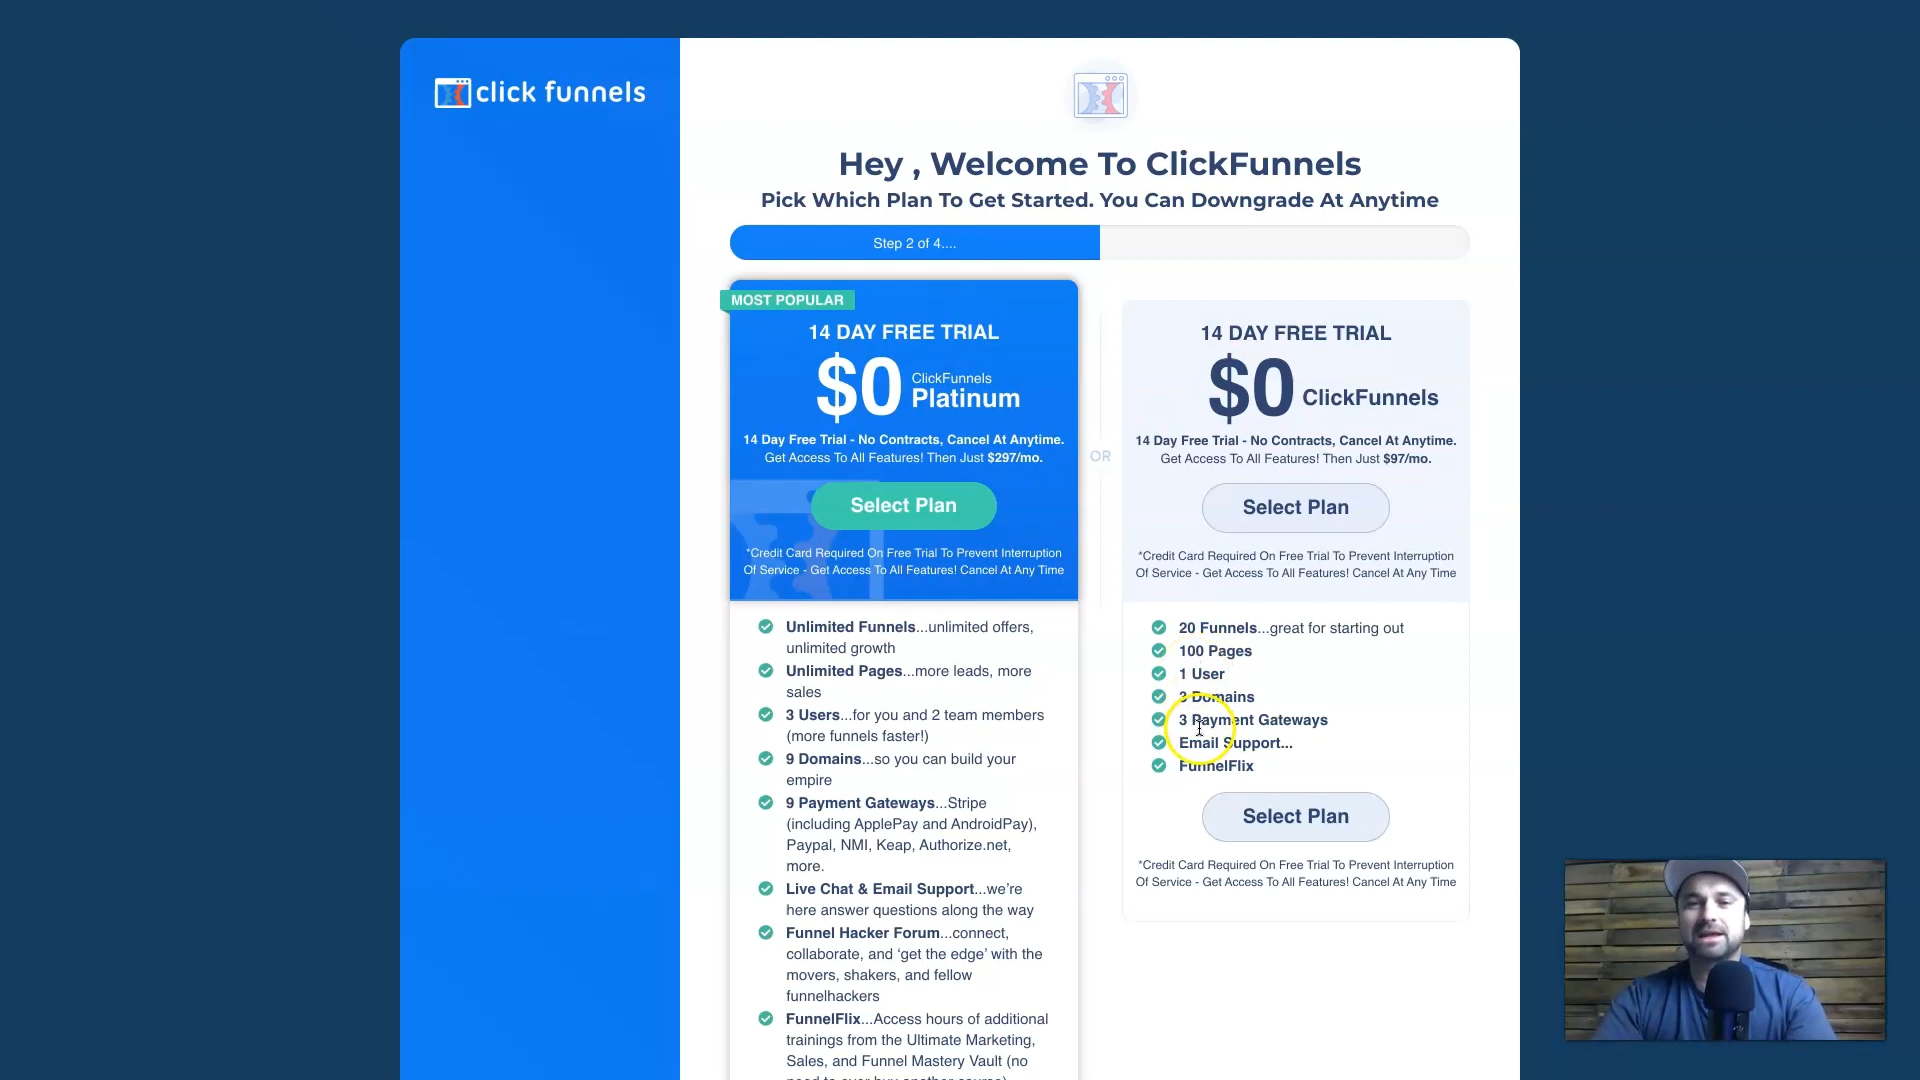 click funnels
Hey , Welcome To ClickFunnels
Pick Which Plan To Get Started. You Can Downgrade At Anytime
Step 2 of 4....
MOST POPULAR
14 DAY FREE TRIAL
$0 ClickFunnels
Platinum
14 Day Free Trial - No Contracts, Cancel At Anytime.
Get Access To All Features! Then Just $297/mo.
Select Plan
*Credit Card Required On Free Trial To Prevent Interruption
Of Service - Get Access To All Features! Cancel At Any Time
Unlimited Funnels...unlimited offers,
unlimited growth
Unlimited Pages...more leads, more
sales
3 Users...for you and 2 team members
(more funnels faster!)
9 Domains...so you can build your
empire
9 Payment Gateways...Stripe
(including ApplePay and AndroidPay),
Paypal, NMI, Keap, Authorize.net,
more.
Live Chat & Email Support...we're
here answer questions along the way
Funnel Hacker Forum...connect,
collaborate, and ‘get the edge’ with the
movers, shakers, and fellow
funnelhackers
FunnelFlix...Access hours of additional
trainings from the Ultimate Marketing,
Sales, and Funnel Mastery Vault (no
need to ever buy another course)
OR
14 DAY FREE TRIAL
$0 ClickFunnels
14 Day Free Trial - No Contracts, Cancel At Anytime.
Get Access To All Features! Then Just $97/mo.
Select Plan
*Credit Card Required On Free Trial To Prevent Interruption
Of Service - Get Access To All Features! Cancel At Any Time
20 Funnels...great for starting out
100 Pages
1 User
3 Domains
3 Payment Gateways
Email Support...
FunnelFlix
Select Plan
*Credit Card Required On Free Trial To Prevent Interruption
Of Service - Get Access To All Features! Cancel At Any Time